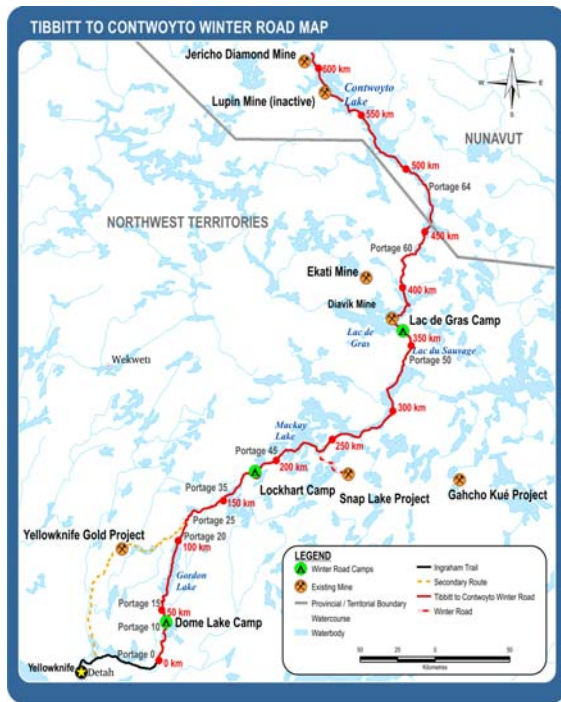 TIBBITT TO CONTWOYTO WINTER ROAD MAP
Jericho Diamond Mine
600 km
N
W
E
S
Contwoyto
Lake
Lupin Mine (inactive)
550 km
NUNAVUT
500 km
Portage 64
NORTHWEST TERRITORIES
450 km
Portage 60
Ekati Mine
400 km
Diavik Mine
Lac de Gras Camp
Lac de
Gras
350 km
Lac du Sauvage
Portage 50
Wekweti
300 km
Mackay
Lake
250 km
Portage 45
200 km
Lockhart Camp
Snap Lake Project
Gahcho Kué Project
Portage 35
150 km
Portage 25
Portage 20
Yellowknife Gold Project
100 km
Gordon
Lake
Portage 15
50 km
Portage 10
Dome Lake Camp
Portage 0
0 km
Yellowknife
Detah
LEGEND
Winter Road Camps
Existing Mine
Provincial / Territorial Boundary
Watercourse
Waterbody
Ingraham Trail
Secondary Route
Tibbitt to Contwoyto Winter Road
Winter Road
50 25 0 50
Kilometres